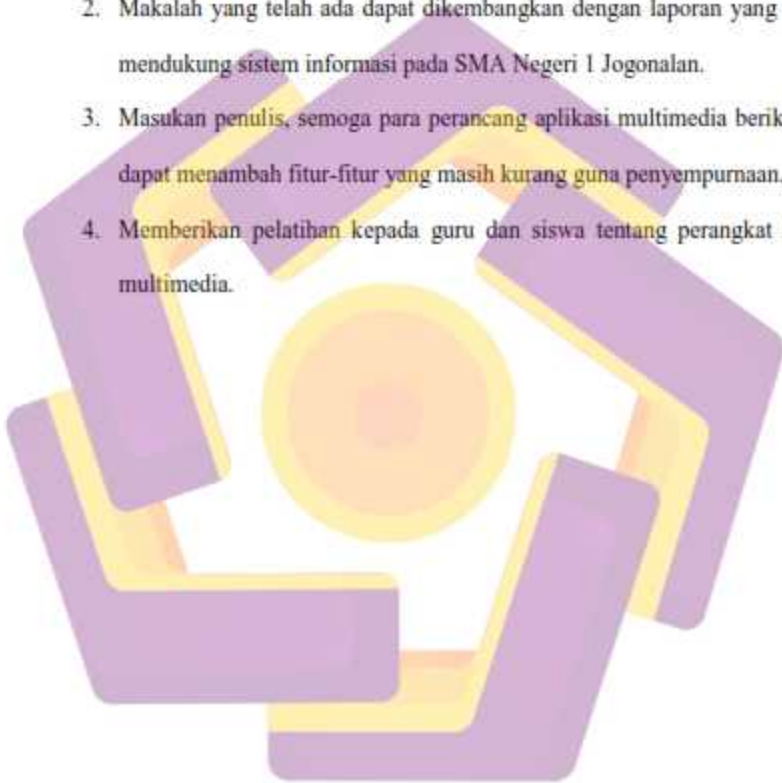 2. Makalah yang telah ada dapat dikembangkan dengan laporan yang
mendukung sistem informasi pada SMA Negeri 1 Jogonalan.
3. Masukan penulis, semoga para perancang aplikasi multimedia berik
dapat menambah fitur-fitur yang masih kurang guna penyempurnaan.
4. Memberikan pelatihan kepada guru dan siswa tentang perangkat
multimedia.